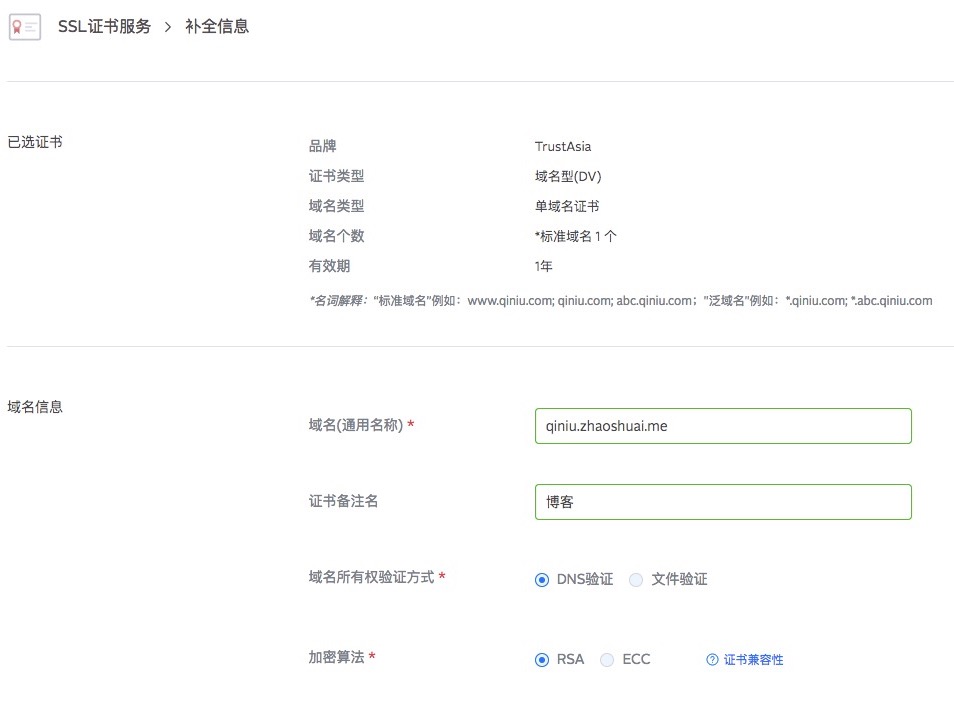 SSL证书服务 > 补全信息
已选证书
品牌 TrustAsia
证书类型 域名型(DV)
域名类型 单域名证书
域名个数 *标准域名 1 个
有效期 1年
*名词解释："标准域名"例如：www.qiniu.com; qiniu.com; abc.qiniu.com；"泛域名"例如：*.qiniu.com; *.abc.qiniu.com
域名信息
域名(通用名称) * qiniu.zhaoshuai.me
证书备注名 博客
域名所有权验证方式 * DNS验证 文件验证
加密算法 * RSA ECC ? 证书兼容性